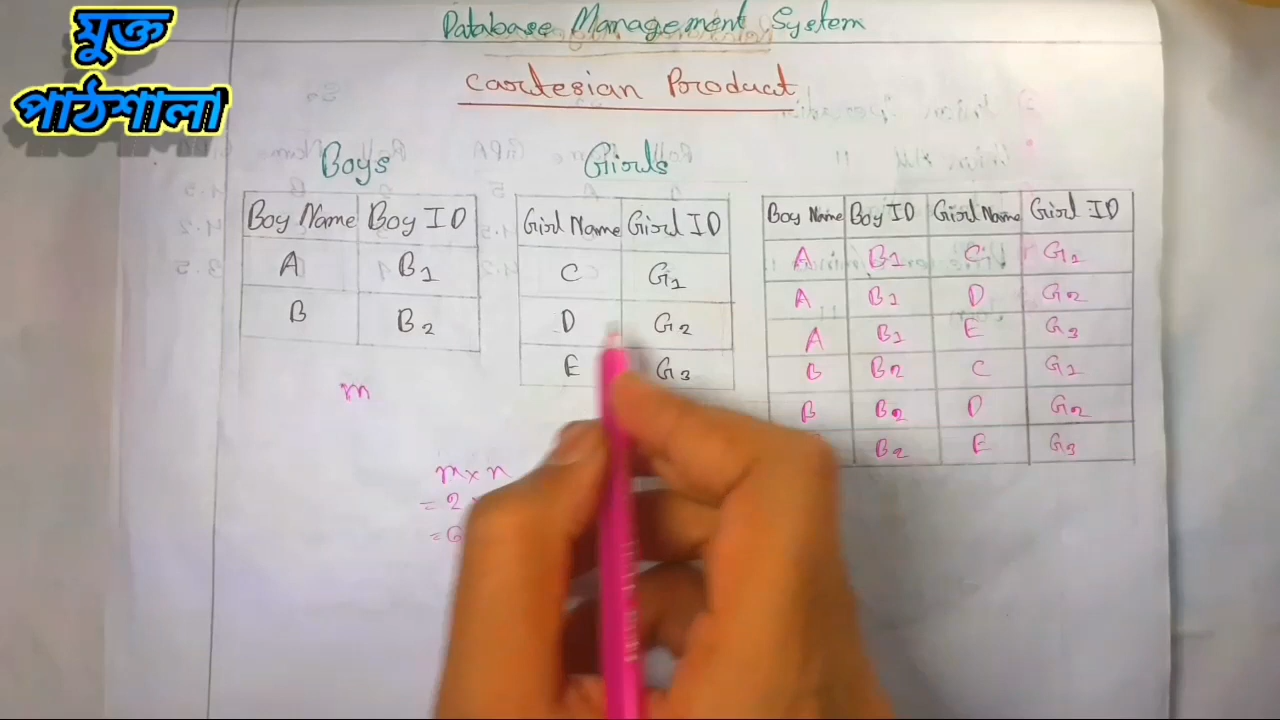 মুক্ত
পাঠশালা
Database Management System
Cartesian Product
Boys
Boy Name Boy ID
A B1
B B2
m
Girls
Girl Name Girl ID
C G1
D G2
E G3
m x n
= 2
= 6
Boy Name Boy ID Girl Name Girl ID
A B1 C G1
A B1 D G2
A B1 E G3
B B2 C G1
B B2 D G2
B2 E G3